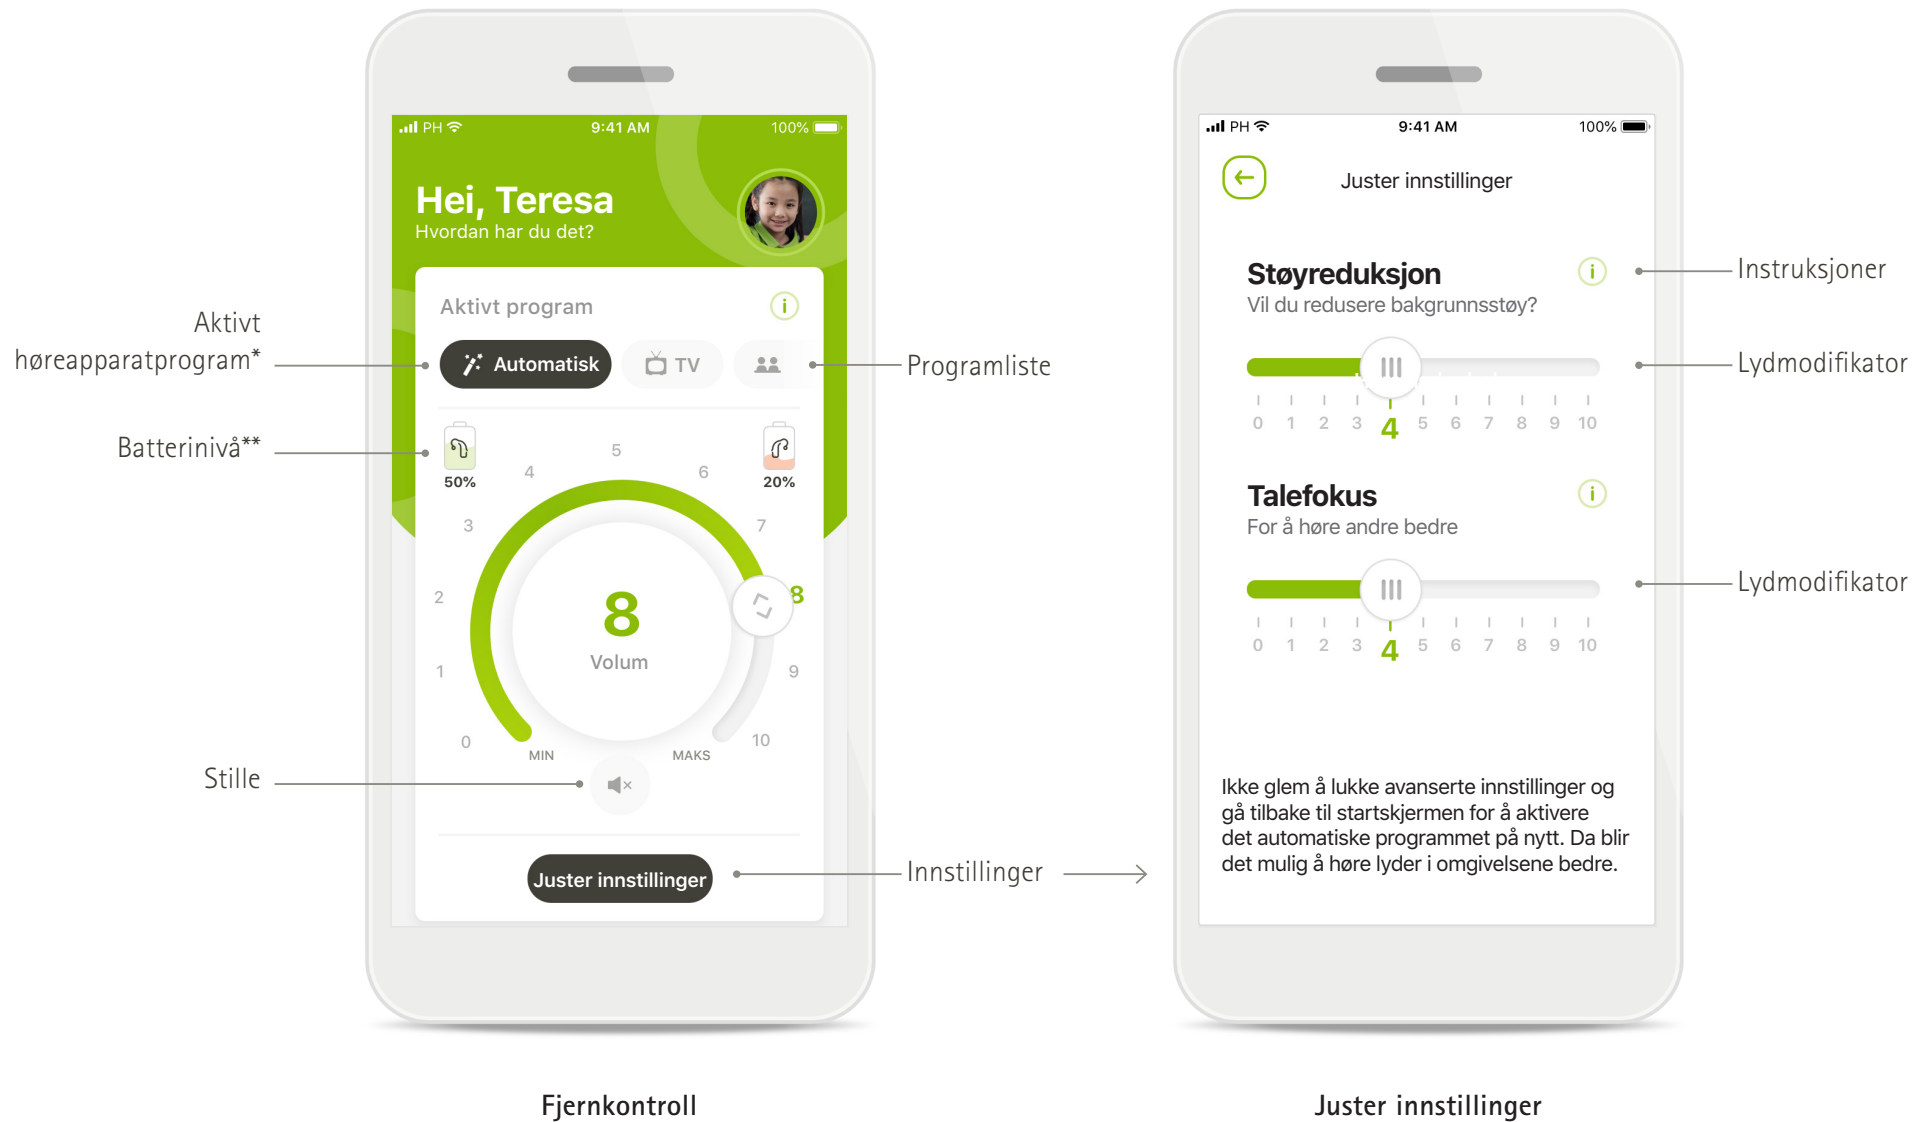 PH
9:41 AM
100%
Hei, Teresa
Hvordan har du det?
Aktivt program
i
Automatisk
TV
50%
20%
0
1
2
3
4
5
6
7
8
9
10
8
Volum
MIN
MAKS
Juster innstillinger
Aktivt
høreapparatprogram*
Batterinivå**
Stille
Programliste
Innstillinger
Fjernkontroll
PH
9:41 AM
100%
Juster innstillinger
Støyreduksjon
i
Vil du redusere bakgrunnsstøy?
0 1 2 3 4 5 6 7 8 9 10
Talefokus
i
For å høre andre bedre
0 1 2 3 4 5 6 7 8 9 10
Ikke glem å lukke avanserte innstillinger og
gå tilbake til startskjermen for å aktivere
det automatiske programmet på nytt. Da blir
det mulig å høre lyder i omgivelsene bedre.
Instruksjoner
Lydmodifikator
Lydmodifikator
Juster innstillinger